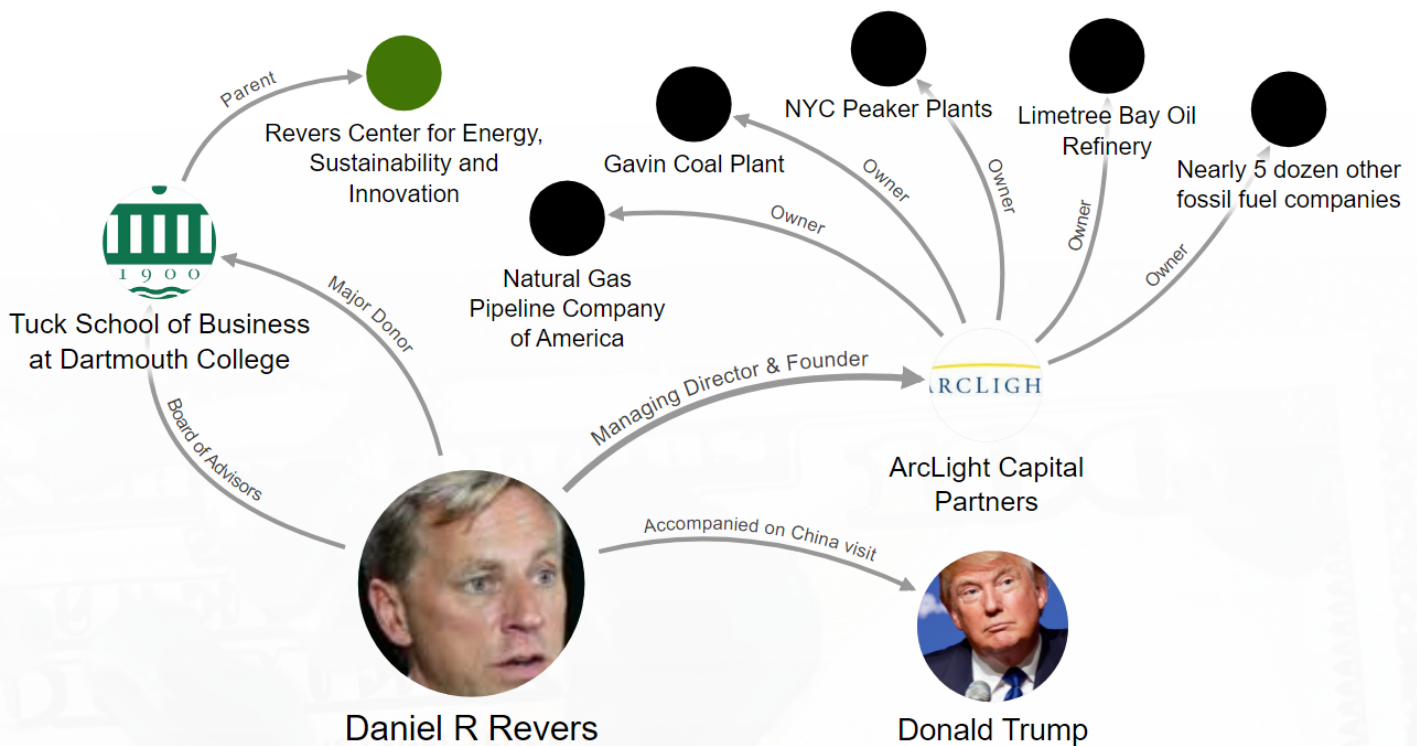 Parent
Revers Center for Energy,
Sustainability and
Innovation
1900
Tuck School of Business
at Dartmouth College
Major Donor
Board of Advisors
Natural Gas
Pipeline Company
of America
Owner
Gavin Coal Plant
Owner
NYC Peaker Plants
Owner
Limetree Bay Oil
Refinery
Owner
Nearly 5 dozen other
fossil fuel companies
Owner
Managing Director & Founder
RCLIGH
ArcLight Capital
Partners
Accompanied on China visit
Daniel R Revers
Donald Trump